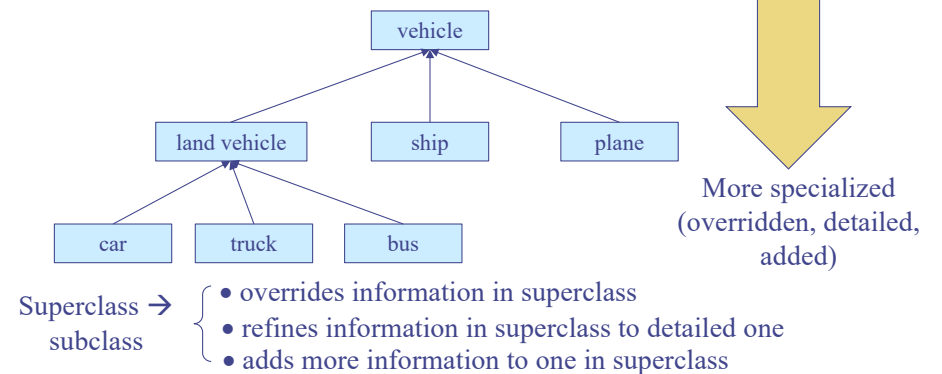 vehicle
land vehicle
ship
plane
car
truck
bus
More specialized
(overridden, detailed,
added)
Superclass →
subclass
• overrides information in superclass
• refines information in superclass to detailed one
• adds more information to one in superclass